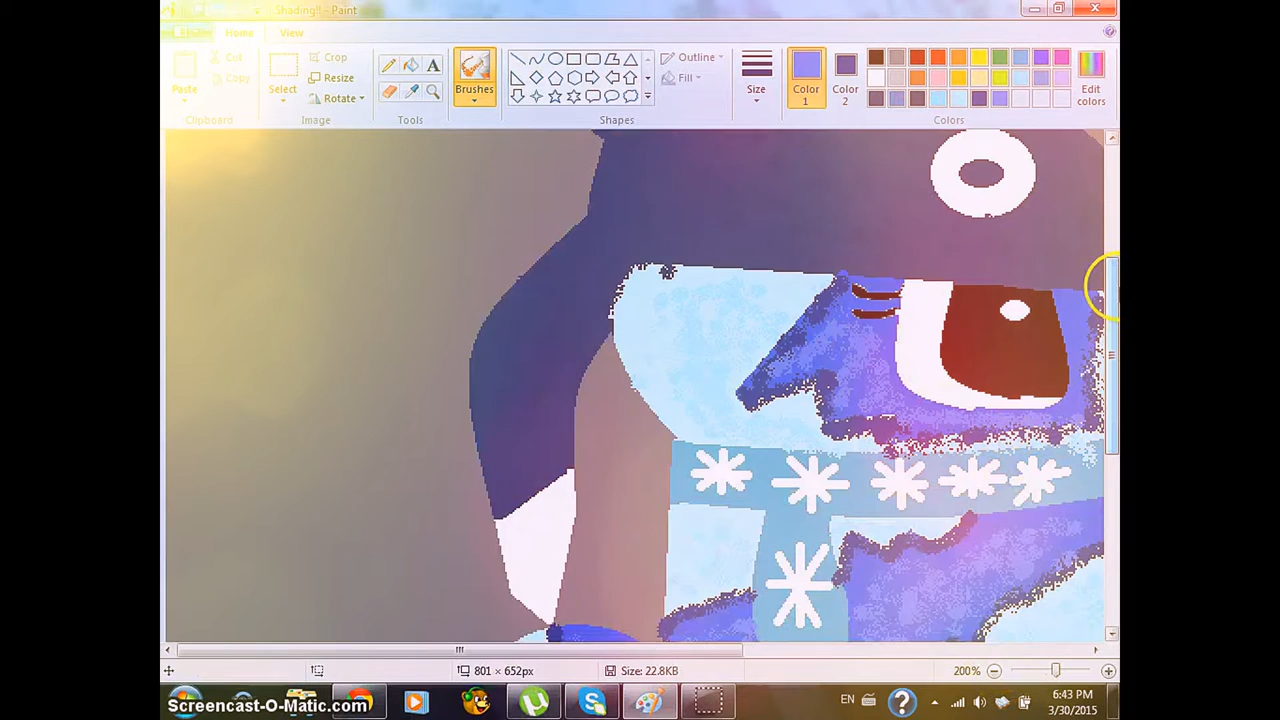 Shading!! - Paint
Home View
Paste
Cut
Copy
Clipboard
Select
Crop
Resize
Rotate
Image
A
Tools
Brushes
Outline
Fill
Shapes
Size
Color 1
Color 2
Edit colors
Colors
801 × 652px
Size: 22.8KB
200%
Screencast-O-Matic.com
EN
6:43 PM
3/30/2015